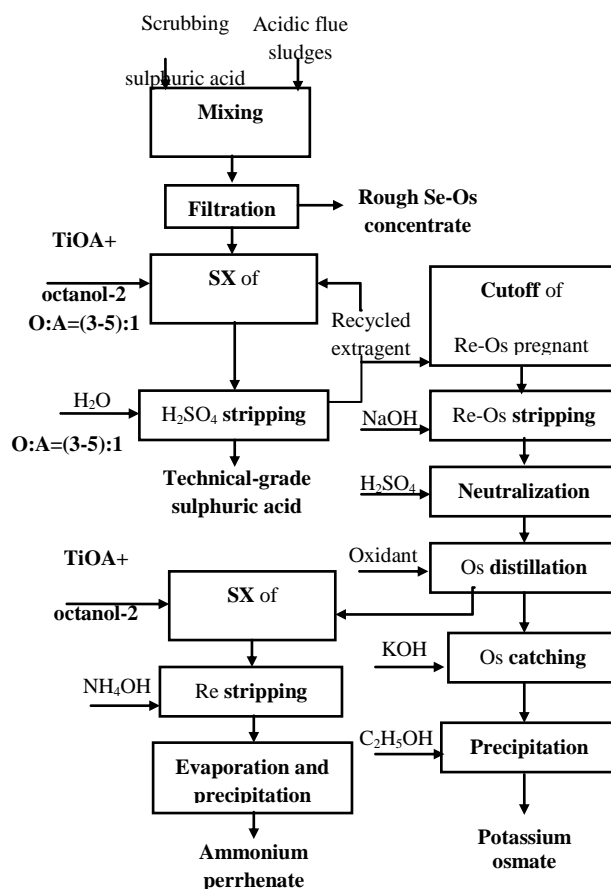 Scrubbing
sulphuric acid
Acidic flue
sludges
Mixing
Filtration
Rough Se-Os
concentrate
TiOA+
octanol-2
O:A=(3-5):1
SX of
Recycled
extragent
Cutoff of
Re-Os pregnant
H₂O
O:A=(3-5):1
H₂SO₄ stripping
Technical-grade
sulphuric acid
NaOH
Re-Os stripping
H₂SO₄
Neutralization
Oxidant
Os distillation
TiOA+
octanol-2
SX of
KOH
Os catching
NH₄OH
Re stripping
C₂H₅OH
Precipitation
Evaporation and
precipitation
Ammonium
perrhenate
Potassium
osmate